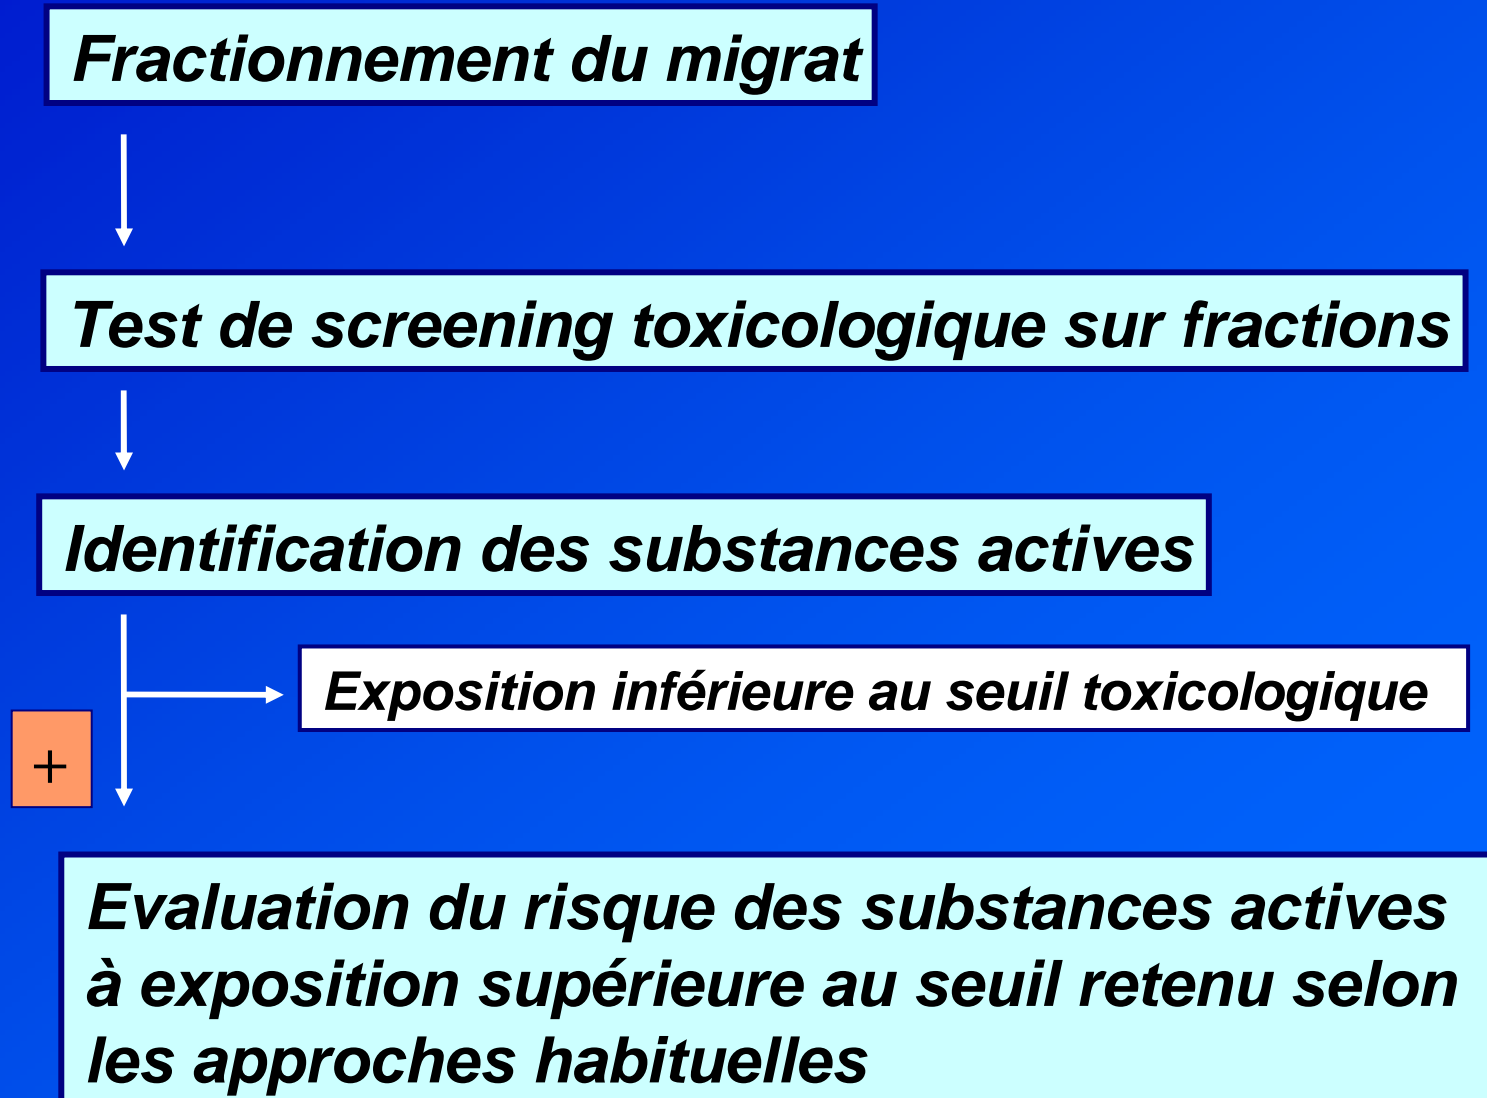 Fractionnement du migrat
Test de screening toxicologique sur fractions
Identification des substances actives
Exposition inférieure au seuil toxicologique
+
Evaluation du risque des substances actives
à exposition supérieure au seuil retenu selon
les approches habituelles